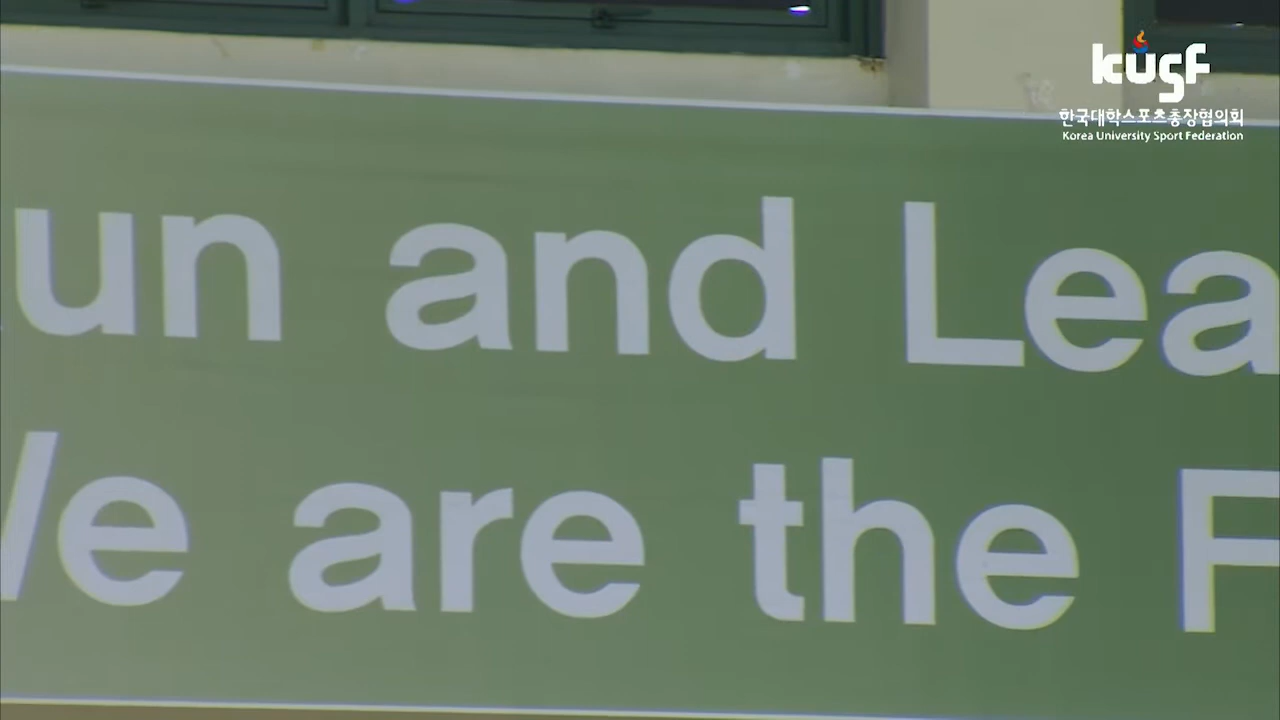 kusf
한국대학스포츠총장협의회
Korea University Sport Federation
un and Lea
We are the F